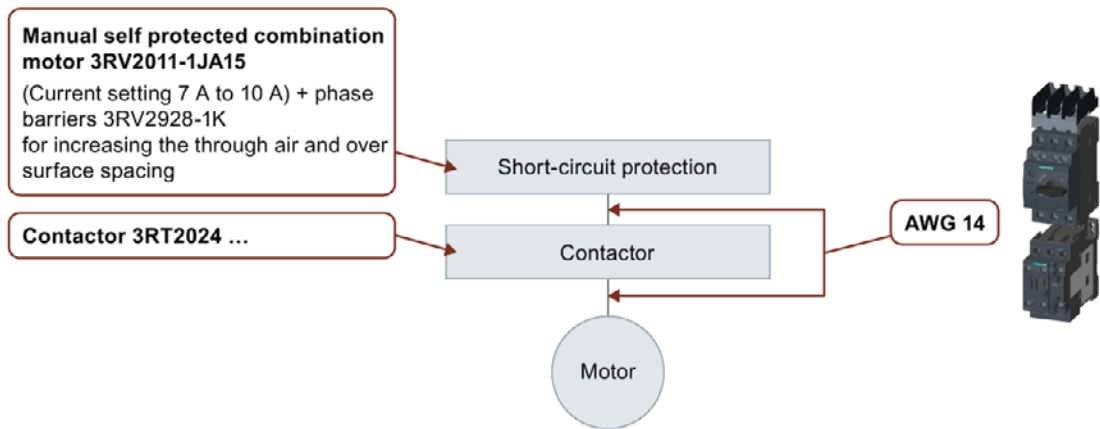 Manual self protected combination
motor 3RV2011-1JA15
(Current setting 7 A to 10 A) + phase
barriers 3RV2928-1K
for increasing the through air and over
surface spacing
Short-circuit protection
Contactor 3RT2024 ...
Contactor
AWG 14
Motor